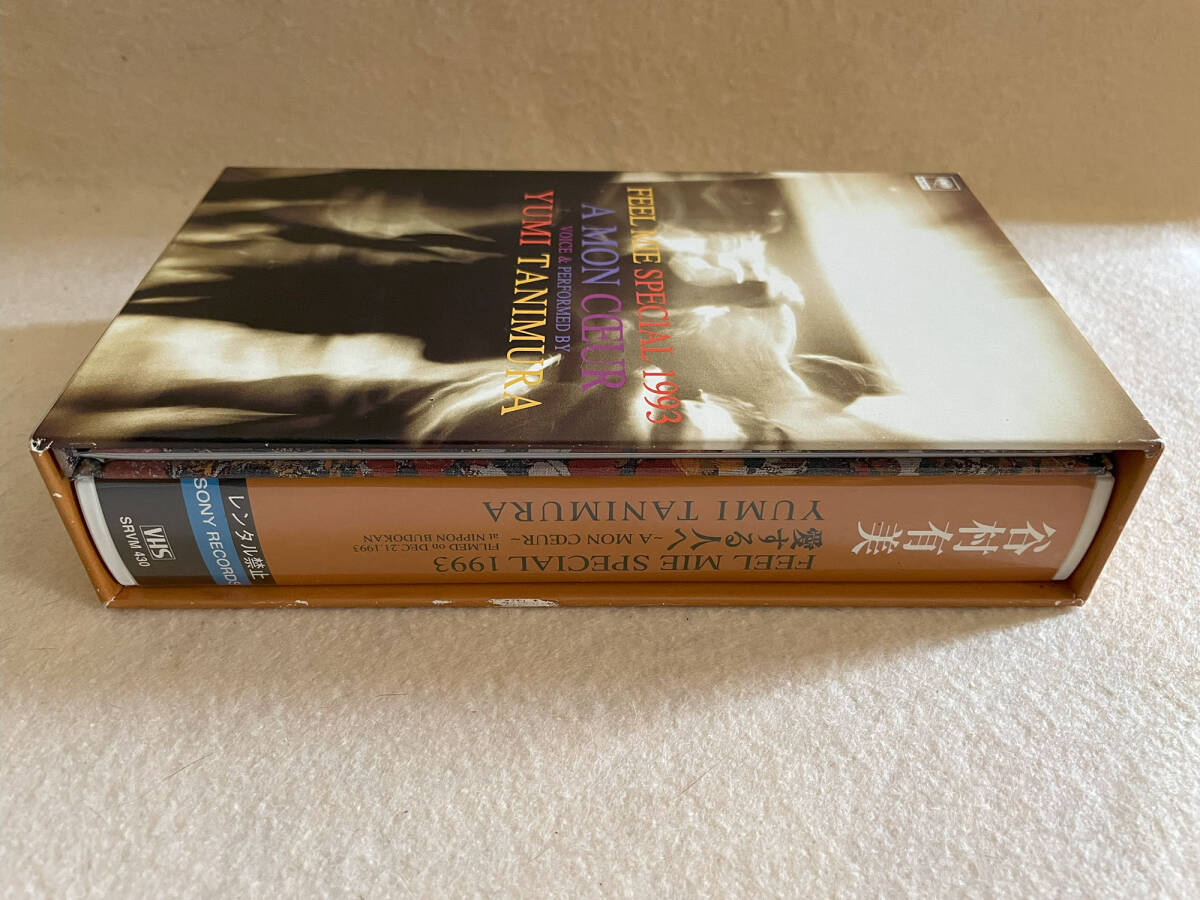 FEEL MIE SPECIAL 1993
A MON CŒUR
VOICE & PERFORMED BY
YUMI TANIMURA
谷村有美
FEEL MIE SPECIAL 1993
愛する人へ
~A MON CŒUR~
FILMED on DEC.21.1993
at NIPPON BUDOKAN
YUMI TANIMURA
レンタル禁止
SONY RECORDS
VHS
SRVM 430